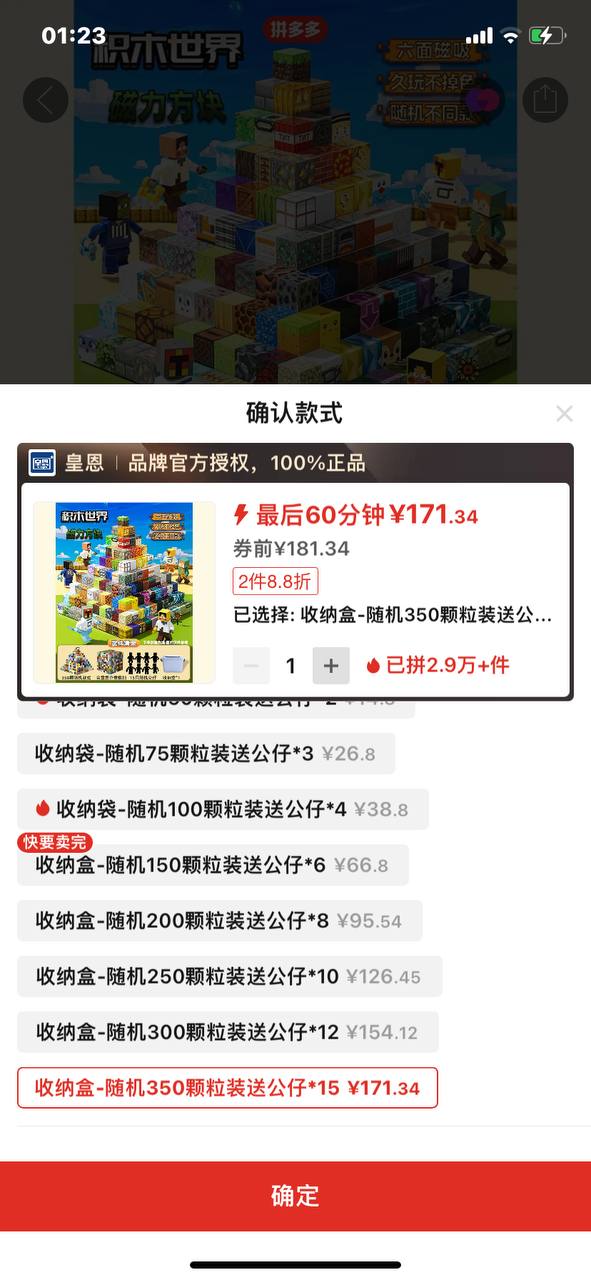 01:23
拼多多
积木世界
磁力方块
六面磁吸
久玩不掉色
随机不同款
TNT
确认款式
皇恩
品牌官方授权，100%正品
积木世界
磁力方块
最后60分钟 ¥171.34
券前¥181.34
2件8.8折
已选择: 收纳盒-随机350颗粒装送公...
1
已拼2.9万+件
收纳袋-随机75颗粒装送公仔*3 ¥26.8
收纳袋-随机100颗粒装送公仔*4 ¥38.8
快要卖完
收纳盒-随机150颗粒装送公仔*6 ¥66.8
收纳盒-随机200颗粒装送公仔*8 ¥95.54
收纳盒-随机250颗粒装送公仔*10 ¥126.45
收纳盒-随机300颗粒装送公仔*12 ¥154.12
收纳盒-随机350颗粒装送公仔*15 ¥171.34
确定